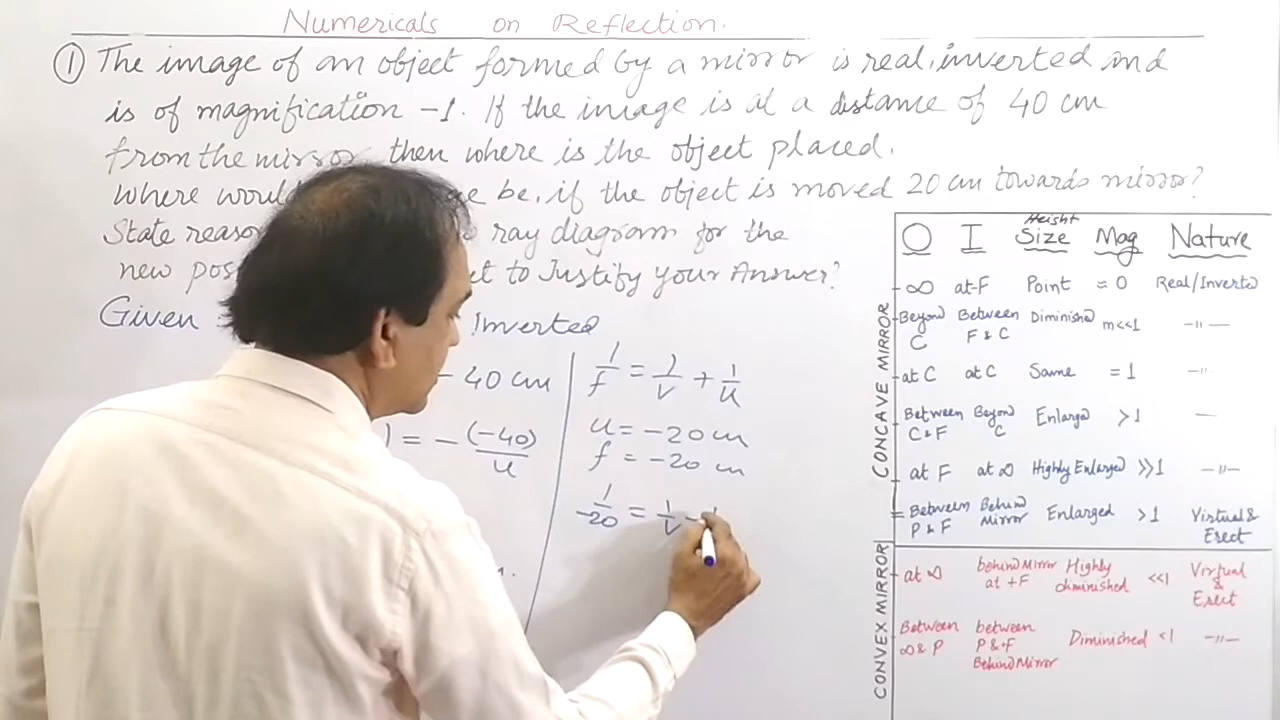 Numericals on Reflection.
① The image of an object formed by a mirror is real, inverted and
is of magnification -1. If the image is at a distance of 40 cm
from the mirror, then where is the object placed.
Where would be, if the object is moved 20 cm towards mirror?
State ray diagram for the
new to Justify your Answer?
Given Inverted
- 40 cm
= - (-40)/u
1/f = 1/v + 1/u
u = -20 cm
f = -20 cm
1/-20 = 1/v -
CONCAVE MIRROR
O I Height Size Mag Nature
∞ at-F Point ≈ 0 Real/Inverted
Beyond C Between F & C Diminished m<<1 -"-
at C at C Same = 1 -"-
Between C & F Beyond C Enlarged >1 -
at F at ∞ Highly Enlarged >>1 -"-
Between P & F Behind Mirror Enlarged >1 Virtual & Erect
CONVEX MIRROR
at ∞ behind Mirror at +F Highly diminished <<1 Virtual & Erect
Between ∞ & P between P & F Behind Mirror Diminished <1 -"-